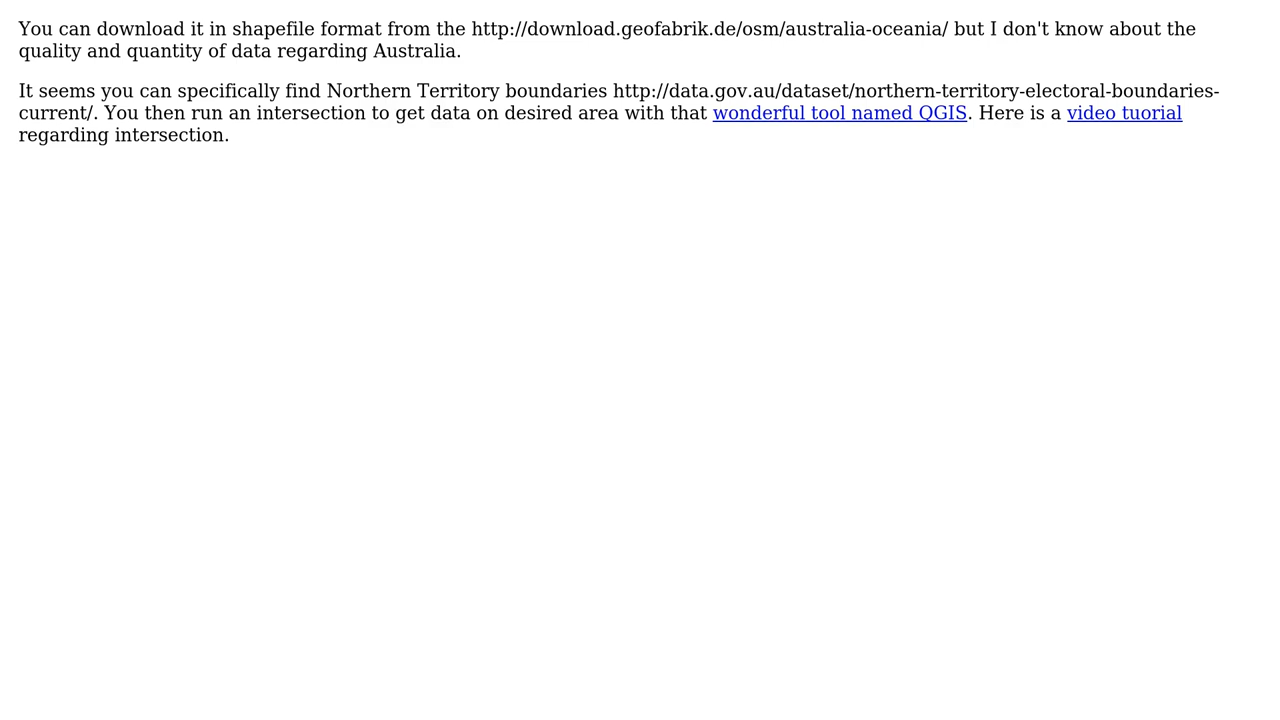 You can download it in shapefile format from the http://download.geofabrik.de/osm/australia-oceania/ but I don't know about the
quality and quantity of data regarding Australia.
It seems you can specifically find Northern Territory boundaries http://data.gov.au/dataset/northern-territory-electoral-boundaries-
current/. You then run an intersection to get data on desired area with that wonderful tool named QGIS. Here is a video tuorial
regarding intersection.